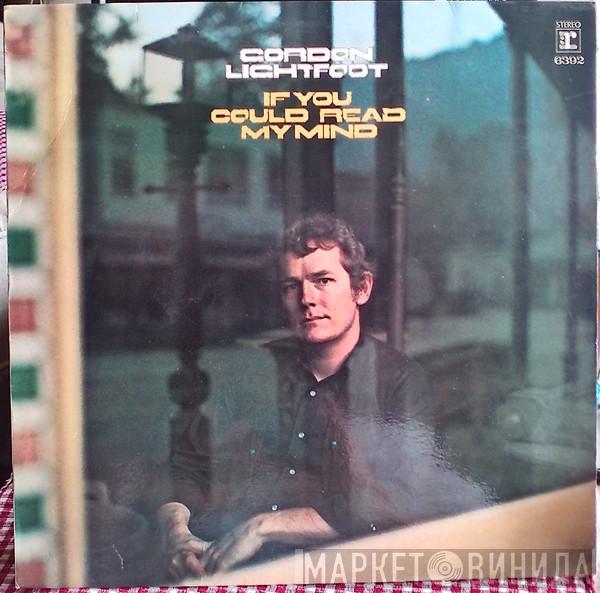 GORDON
LIGHTFOOT
IF YOU
COULD READ
MY MIND
STEREO
r
6392
МАРКЕТ ВИНИЛА